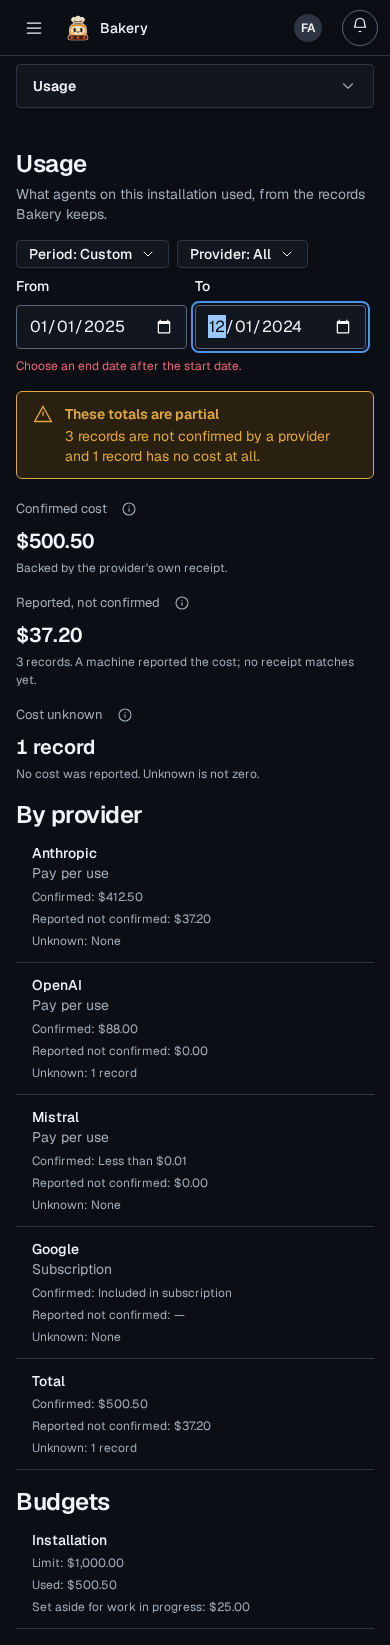 Bakery
FA
Usage
Usage
What agents on this installation used, from the records
Bakery keeps.
Period: Custom
Provider: All
From
To
01/01/2025
12/01/2024
Choose an end date after the start date.
These totals are partial
3 records are not confirmed by a provider
and 1 record has no cost at all.
Confirmed cost
$500.50
Backed by the provider's own receipt.
Reported, not confirmed
$37.20
3 records. A machine reported the cost; no receipt matches
yet.
Cost unknown
1 record
No cost was reported. Unknown is not zero.
By provider
Anthropic
Pay per use
Confirmed: $412.50
Reported not confirmed: $37.20
Unknown: None
OpenAI
Pay per use
Confirmed: $88.00
Reported not confirmed: $0.00
Unknown: 1 record
Mistral
Pay per use
Confirmed: Less than $0.01
Reported not confirmed: $0.00
Unknown: None
Google
Subscription
Confirmed: Included in subscription
Reported not confirmed: —
Unknown: None
Total
Confirmed: $500.50
Reported not confirmed: $37.20
Unknown: 1 record
Budgets
Installation
Limit: $1,000.00
Used: $500.50
Set aside for work in progress: $25.00